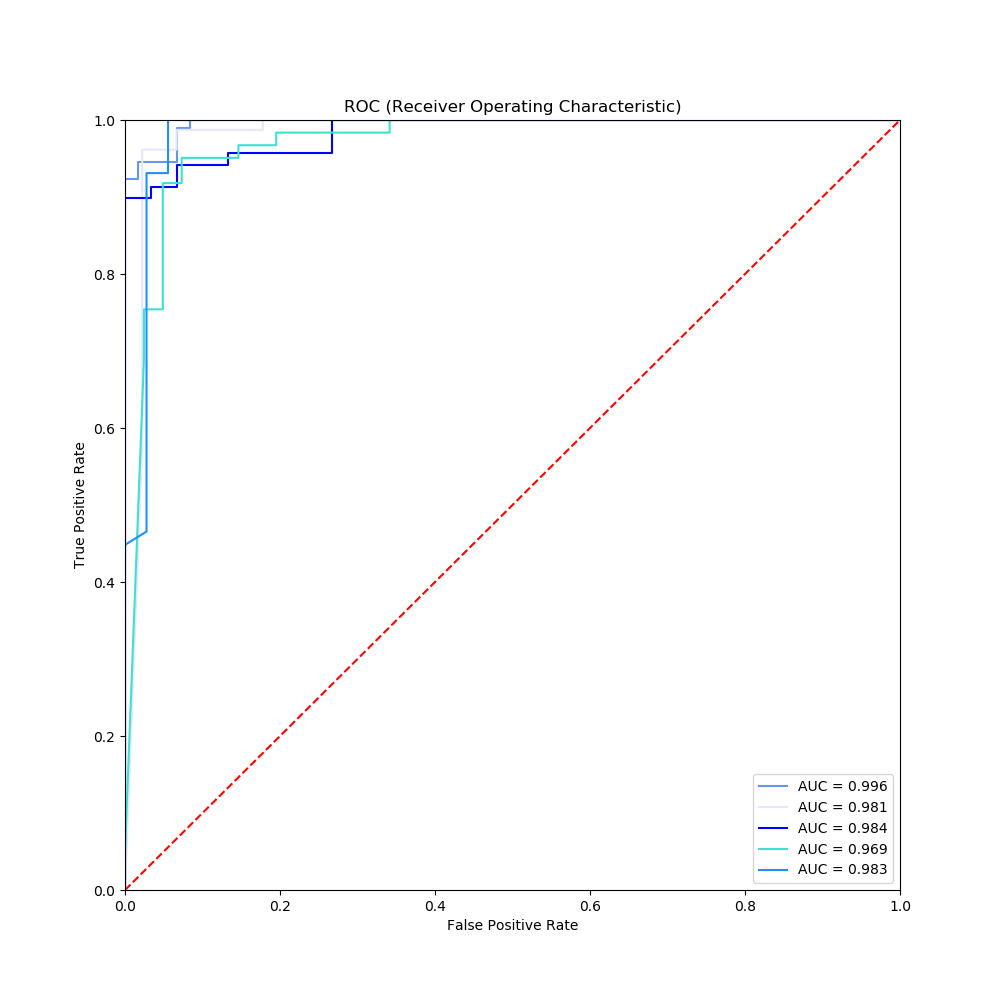 ROC (Receiver Operating Characteristic)
True Positive Rate
1.0
0.8
0.6
0.4
0.2
0.0
AUC = 0.996
AUC = 0.981
AUC = 0.984
AUC = 0.969
AUC = 0.983
0.0 0.2 0.4 0.6 0.8 1.0
False Positive Rate